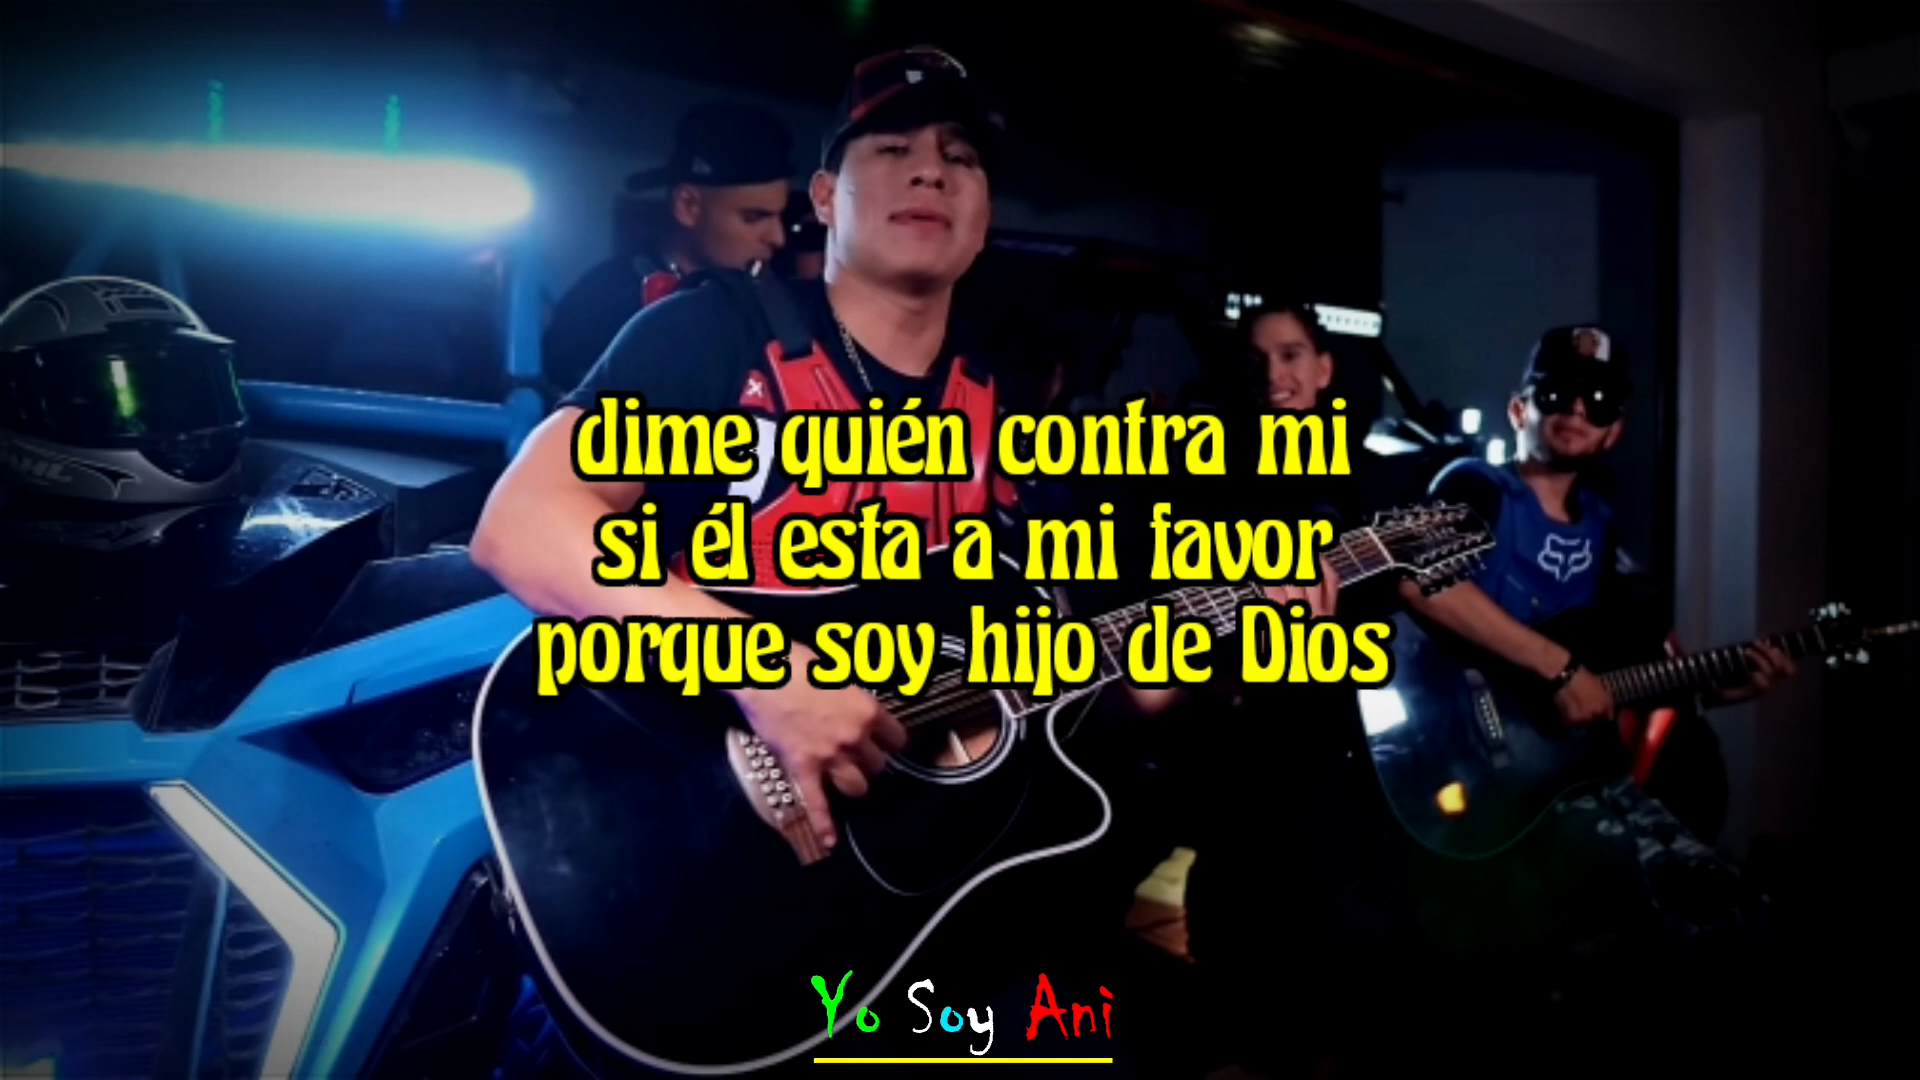 dime quién contra mi
si él esta a mi favor
porque soy hijo de Dios
Yo Soy Ani